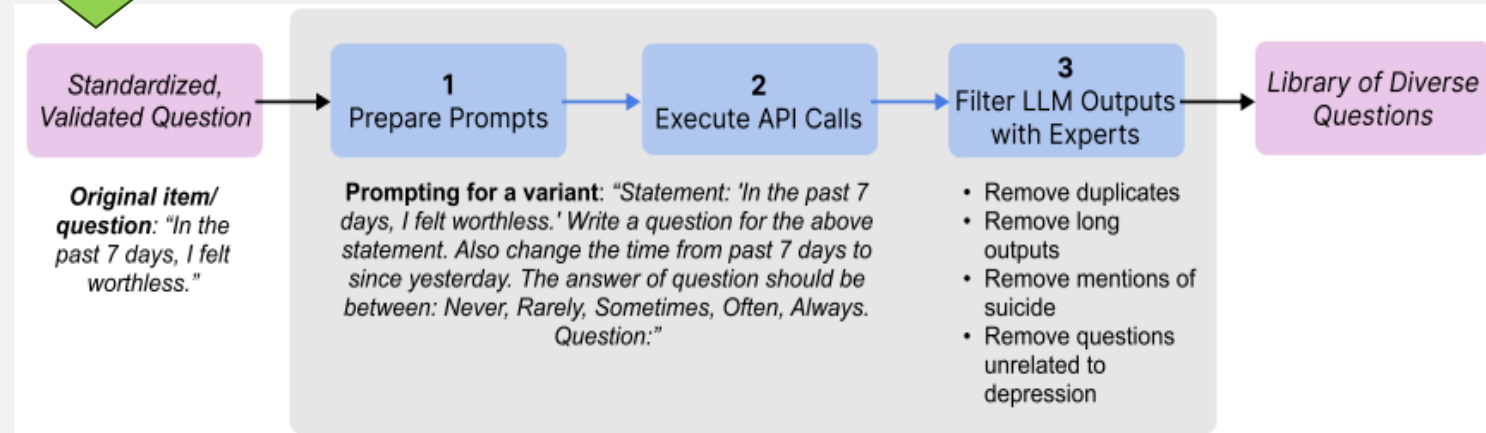 Standardized,
Validated Question
1
Prepare Prompts
2
Execute API Calls
3
Filter LLM Outputs
with Experts
Library of Diverse
Questions
Original item/
question: “In the
past 7 days, I felt
worthless.”
Prompting for a variant: “Statement: 'In the past 7
days, I felt worthless.' Write a question for the above
statement. Also change the time from past 7 days to
since yesterday. The answer of question should be
between: Never, Rarely, Sometimes, Often, Always.
Question:”
• Remove duplicates
• Remove long
outputs
• Remove mentions of
suicide
• Remove questions
unrelated to
depression